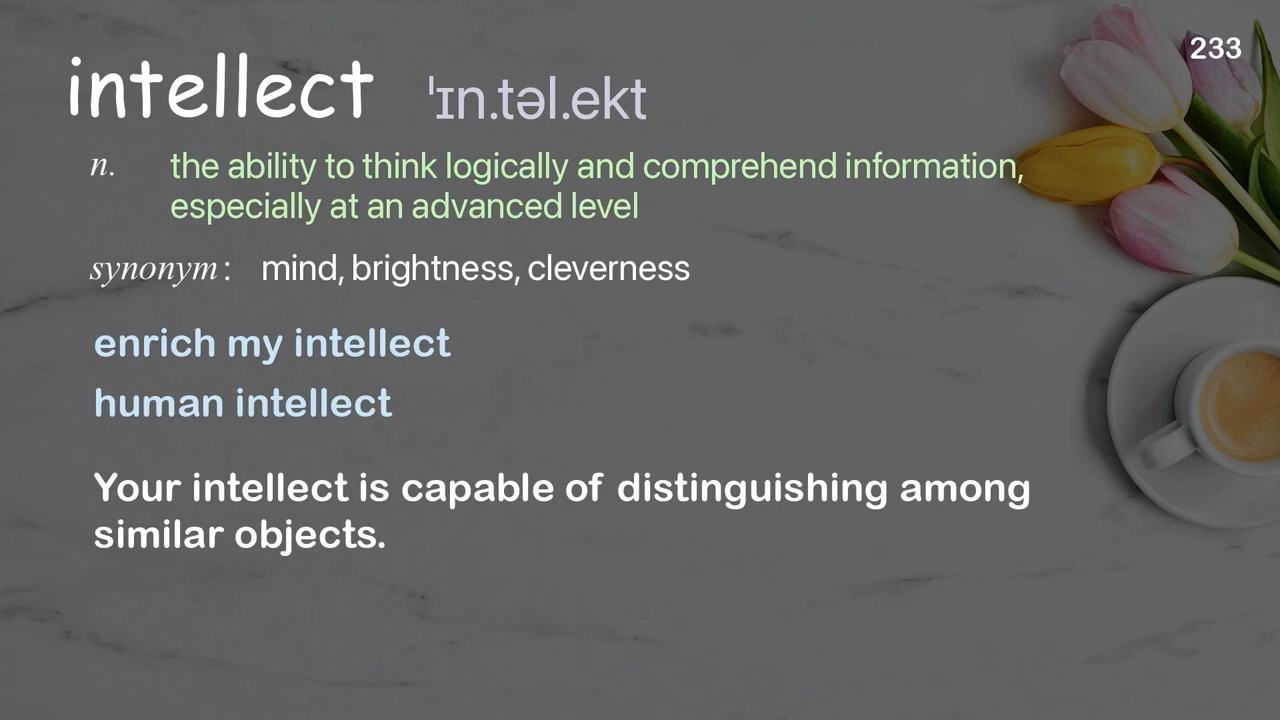 233
intellect ˈɪn.təl.ekt
n. the ability to think logically and comprehend information,
especially at an advanced level
synonym: mind, brightness, cleverness
enrich my intellect
human intellect
Your intellect is capable of distinguishing among
similar objects.